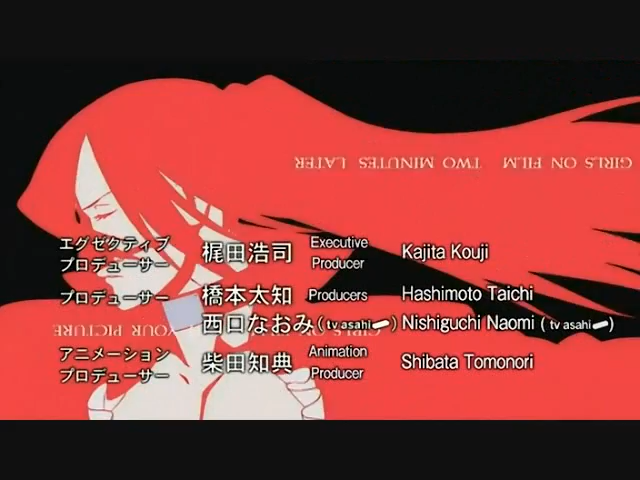 GIRLS ON FILM TWO MINUTES LATER
エグゼクティブ プロデューサー 梶田浩司 Executive Producer Kajita Kouji
プロデューサー 橋本太知 Producers Hashimoto Taichi
西口なおみ(tv asahi) Nishiguchi Naomi (tv asahi)
GIRLS YOUR PICTURE
アニメーション プロデューサー 柴田知典 Animation Producer Shibata Tomonori